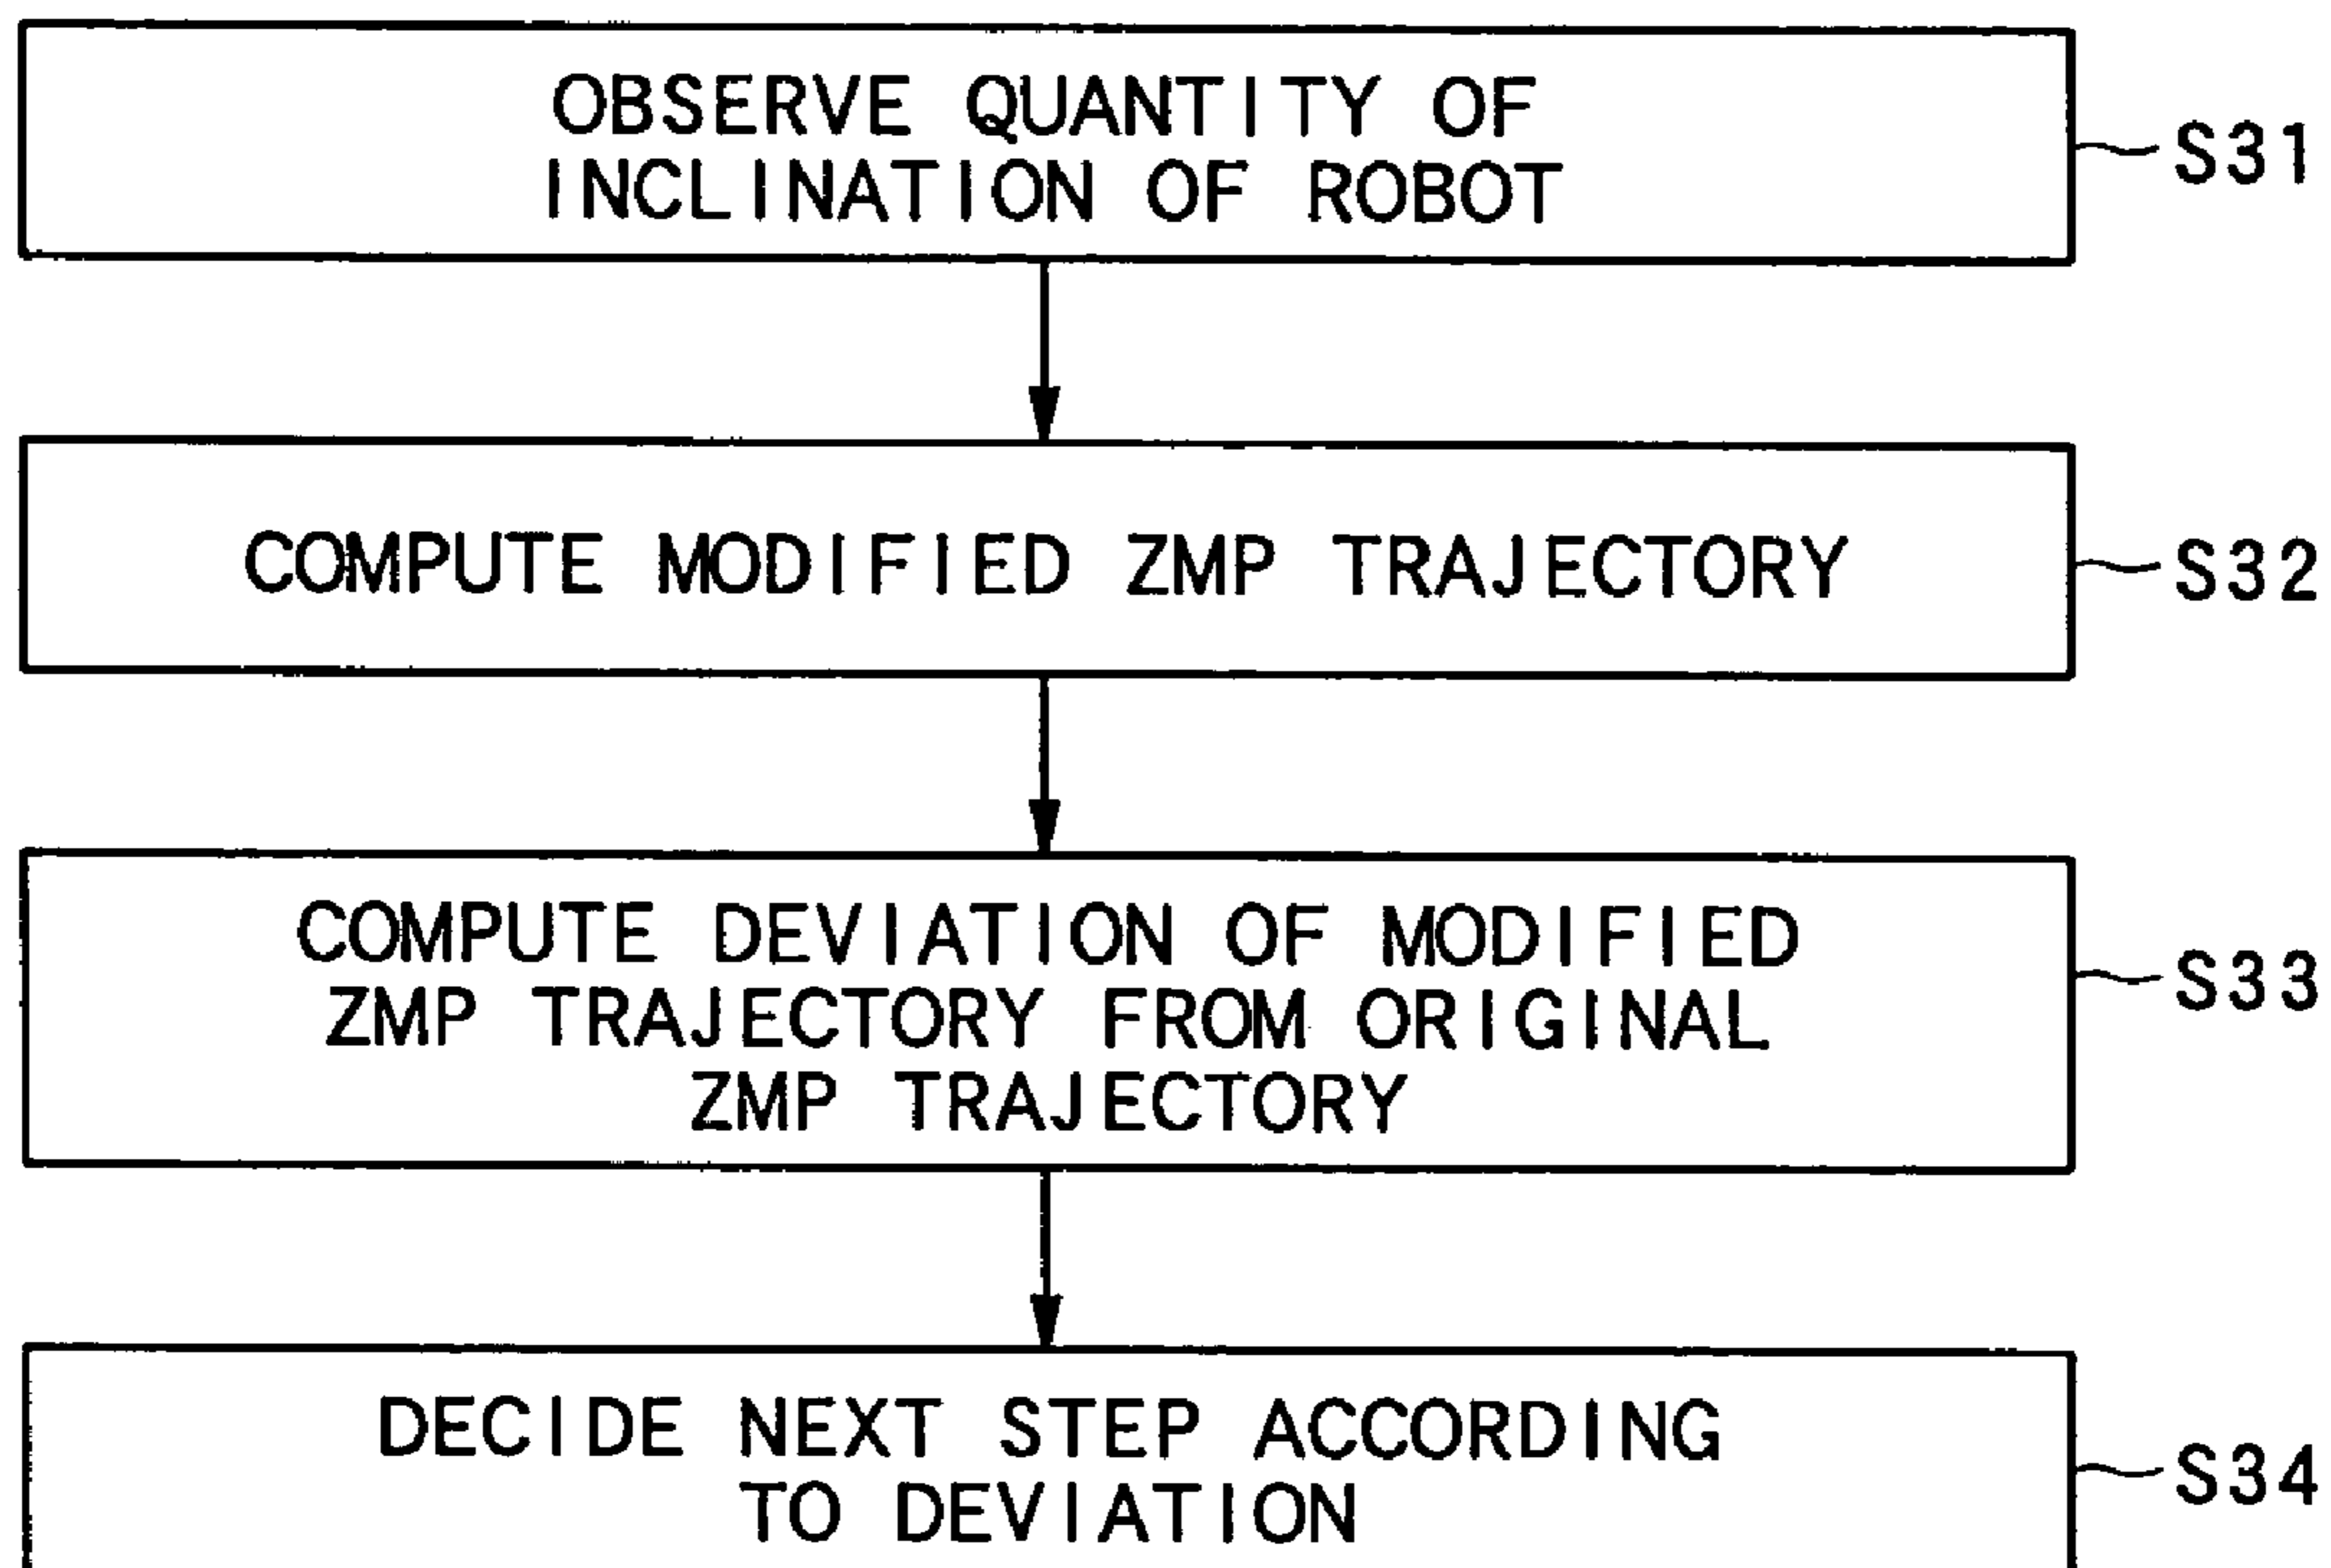 OBSERVE QUANTITY OF
INCLINATION OF ROBOT
S31
COMPUTE MODIFIED ZMP TRAJECTORY
S32
COMPUTE DEVIATION OF MODIFIED
ZMP TRAJECTORY FROM ORIGINAL
ZMP TRAJECTORY
S33
DECIDE NEXT STEP ACCORDING
TO DEVIATION
S34